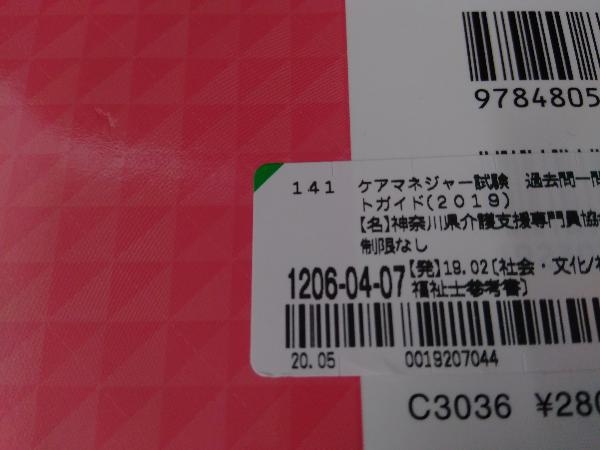 9784805
141 ケアマネジャー試験 過去問一問
トガイド(2019)
【名】神奈川県介護支援専門員協会
制限なし
1206-04-07
【発】19.02〔社会・文化/社
福祉士参考書〕
20.05 0019207044
C3036 ¥280